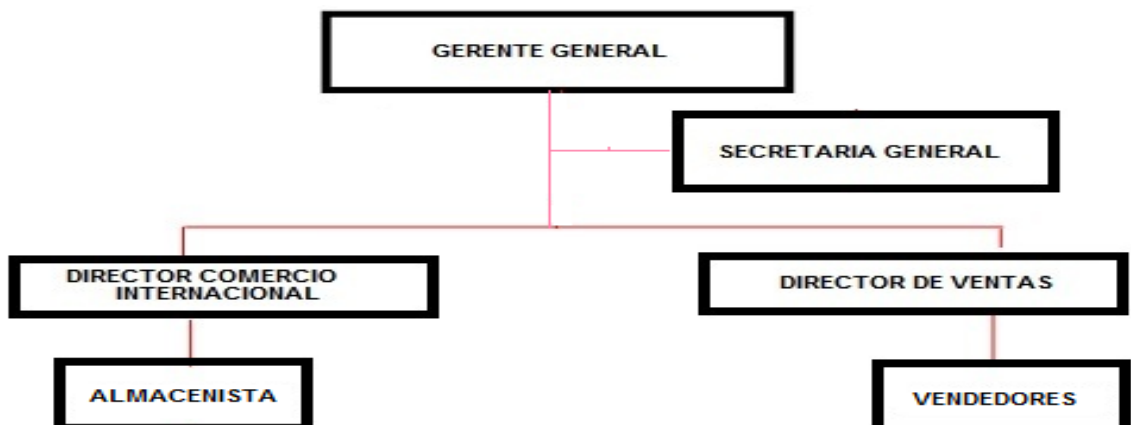 GERENTE GENERAL
SECRETARIA GENERAL
DIRECTOR COMERCIO
INTERNACIONAL
DIRECTOR DE VENTAS
ALMACENISTA
VENDEDORES